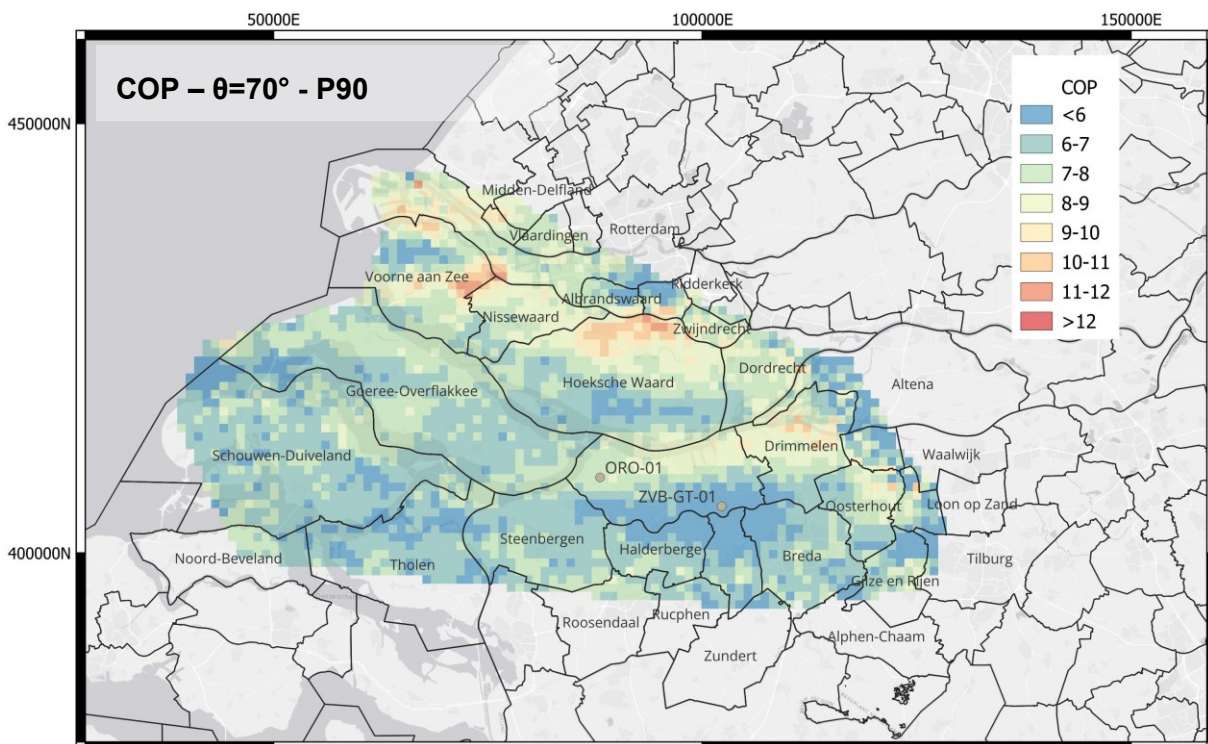 50000E
100000E
150000E
450000N
400000N
COP – θ=70° - P90
COP
<6
6-7
7-8
8-9
9-10
10-11
11-12
>12
Midden-Delfland
Vlaardingen
Rotterdam
Voorne aan Zee
Albrandswaard
Ridderkerk
Nissewaard
Zwijndrecht
Goeree-Overflakkee
Hoeksche Waard
Dordrecht
Altena
Schouwen-Duiveland
Drimmelen
Waalwijk
ORO-01
ZVB-GT-01
Oosterhout
Loon op Zand
Noord-Beveland
Tholen
Steenbergen
Halderberge
Breda
Tilburg
Gilze en Rijen
Roosendaal
Rucphen
Zundert
Alphen-Chaam